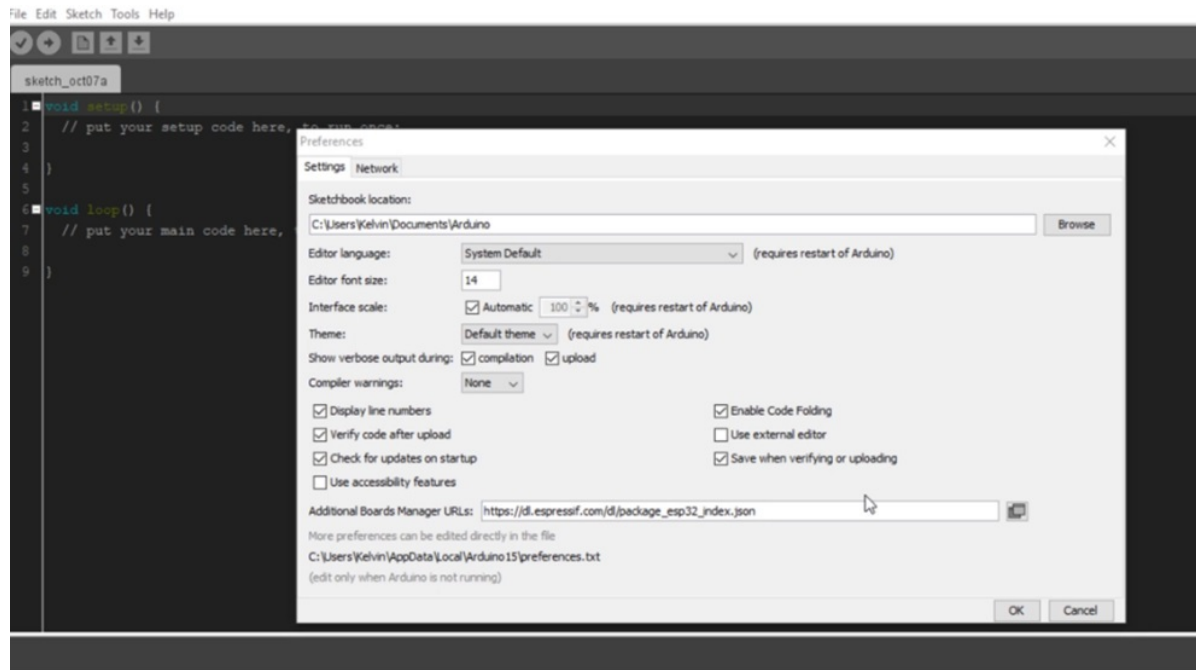 File Edit Sketch Tools Help
sketch_oct07a
1 void setup() {
2 // put your setup code here, to run once:
3
4 }
5
6 void loop() {
7 // put your main code here,
8
9 }
Preferences
Settings Network
Sketchbook location:
C:\Users\Kelvin\Documents\Arduino Browse
Editor language: System Default (requires restart of Arduino)
Editor font size: 14
Interface scale: Automatic 100 % (requires restart of Arduino)
Theme: Default theme (requires restart of Arduino)
Show verbose output during: compilation upload
Compiler warnings: None
Display line numbers Enable Code Folding
Verify code after upload Use external editor
Check for updates on startup Save when verifying or uploading
Use accessibility features
Additional Boards Manager URLs: https://dl.espressif.com/dl/package_esp32_index.json
More preferences can be edited directly in the file
C:\Users\Kelvin\AppData\Local\Arduino15\preferences.txt
(edit only when Arduino is not running)
OK Cancel